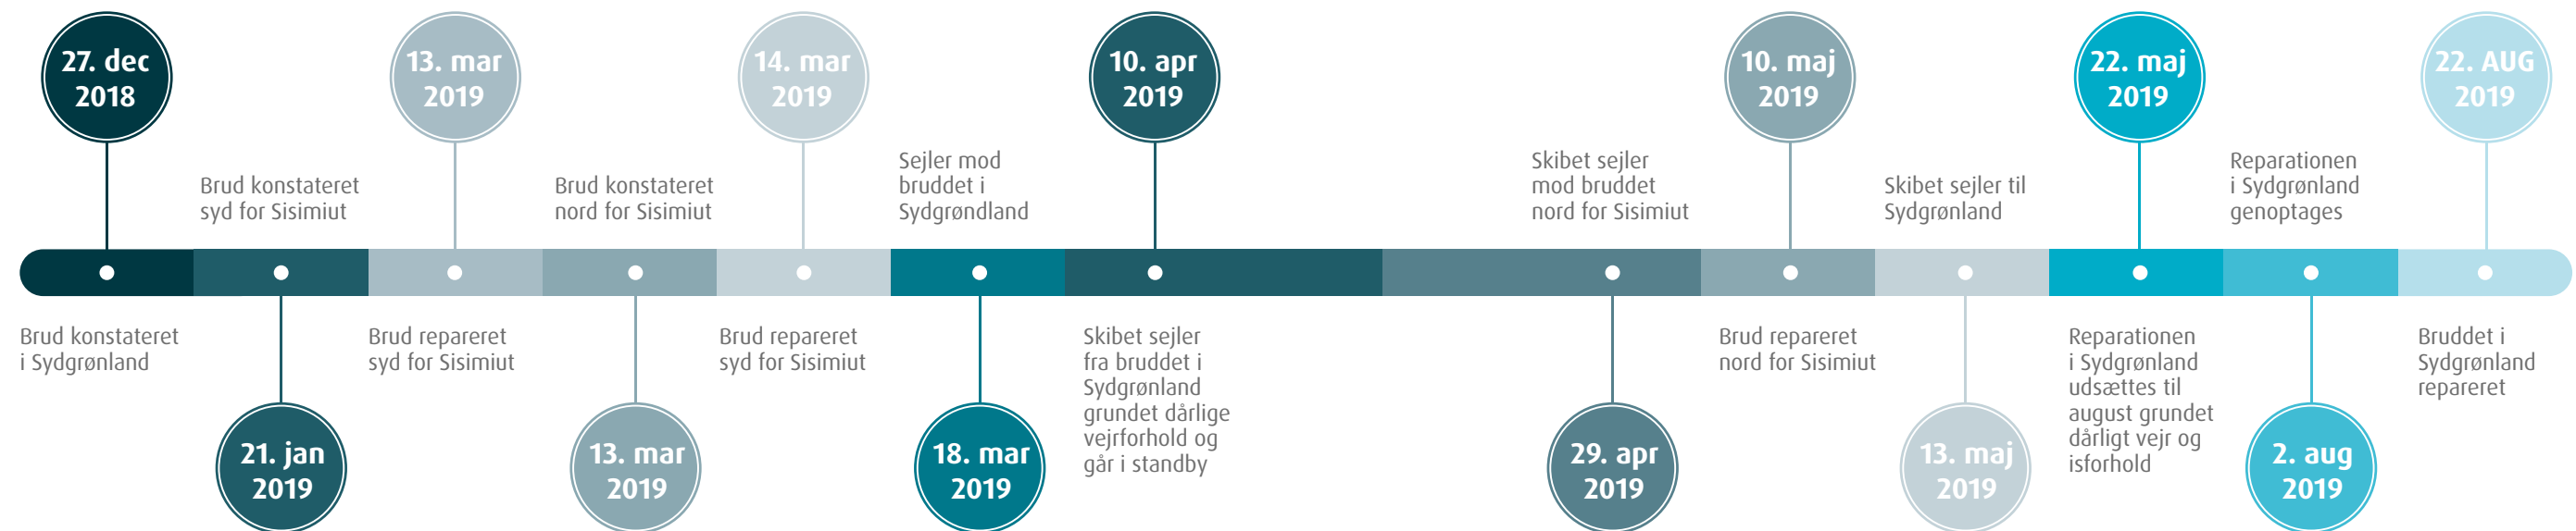 27. dec
2018
Brud konstateret
i Sydgrønland
Brud konstateret
syd for Sisimiut
21. jan
2019
13. mar
2019
Brud repareret
syd for Sisimiut
Brud konstateret
nord for Sisimiut
13. mar
2019
14. mar
2019
Brud repareret
syd for Sisimiut
Sejler mod
bruddet i
Sydgrøndland
18. mar
2019
10. apr
2019
Skibet sejler
fra bruddet i
Sydgrønland
grundet dårlige
vejrforhold og
går i standby
Skibet sejler
mod bruddet
nord for Sisimiut
29. apr
2019
10. maj
2019
Brud repareret
nord for Sisimiut
Skibet sejler til
Sydgrønland
13. maj
2019
22. maj
2019
Reparationen
i Sydgrønland
udsættes til
august grundet
dårligt vejr og
isforhold
Reparationen
i Sydgrønland
genoptages
2. aug
2019
22. AUG
2019
Bruddet i
Sydgrønland
repareret